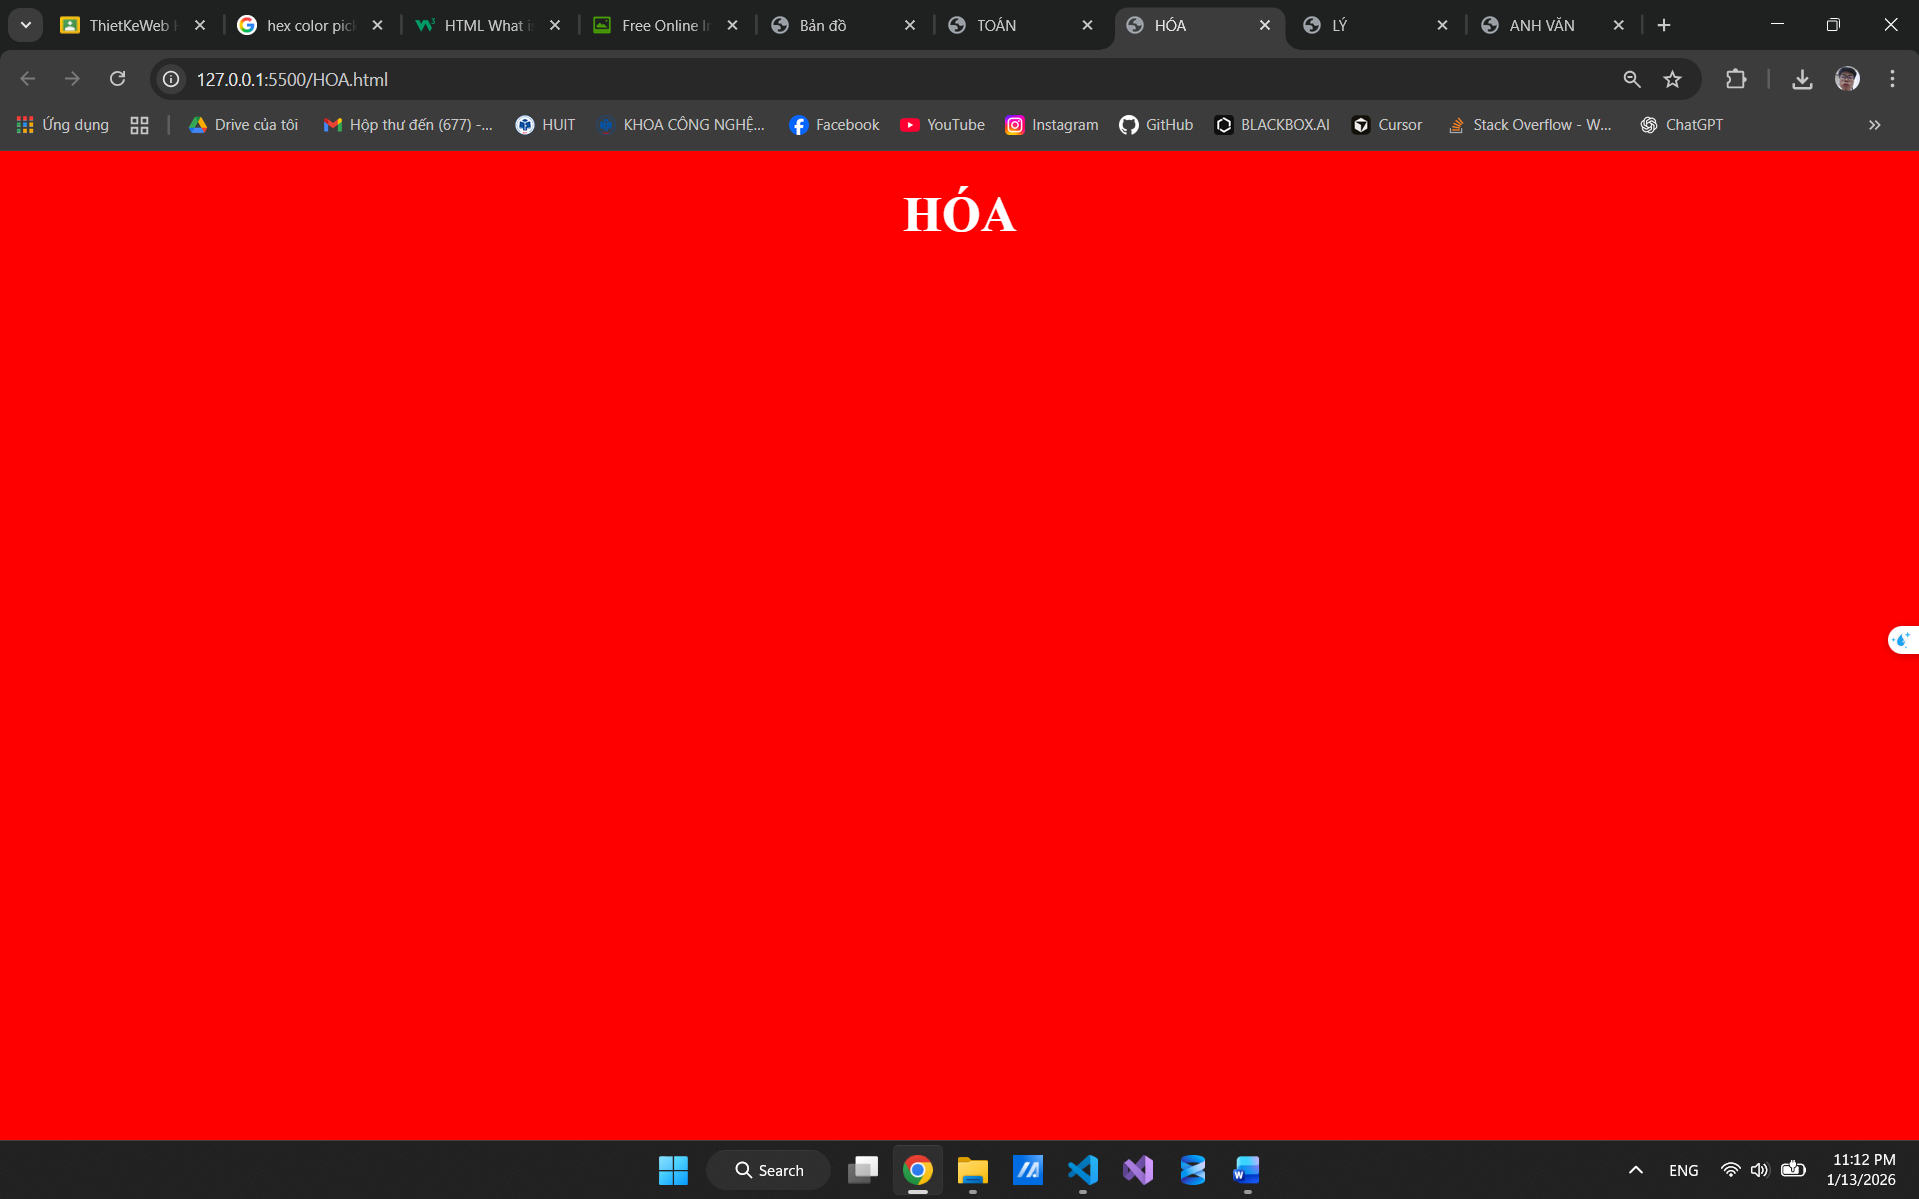 ThietKeWeb
hex color pic
HTML What is
Free Online I
Bản đồ
TOÁN
HÓA
LÝ
ANH VĂN
127.0.0.1:5500/HOA.html
Ứng dụng
Drive của tôi
Hộp thư đến (677) -...
HUIT
KHOA CÔNG NGHỆ...
Facebook
YouTube
Instagram
GitHub
BLACKBOX.AI
Cursor
Stack Overflow - W...
ChatGPT
HÓA
Search
ENG
11:12 PM
1/13/2026